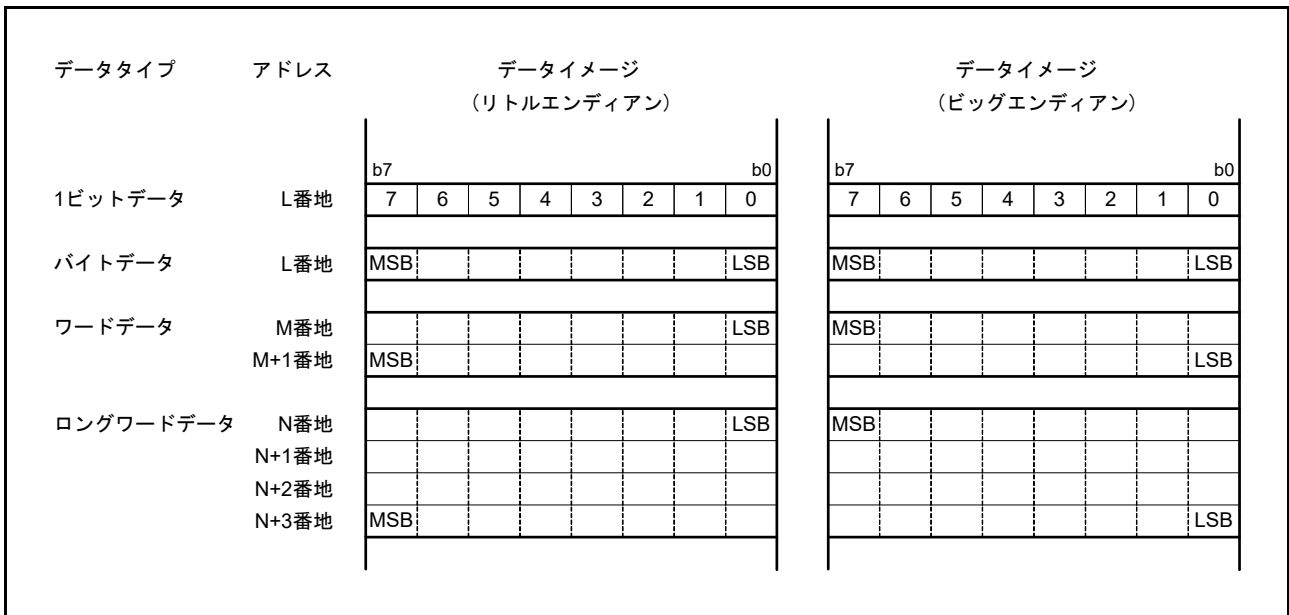 データタイプ アドレス データイメージ データイメージ
（リトルエンディアン） （ビッグエンディアン）
b7 b0 b7 b0
1ビットデータ L番地 7 6 5 4 3 2 1 0 7 6 5 4 3 2 1 0
バイトデータ L番地 MSB LSB MSB LSB
ワードデータ M番地 LSB MSB
M+1番地 MSB LSB
ロングワードデータ N番地 LSB MSB
N+1番地
N+2番地
N+3番地 MSB LSB